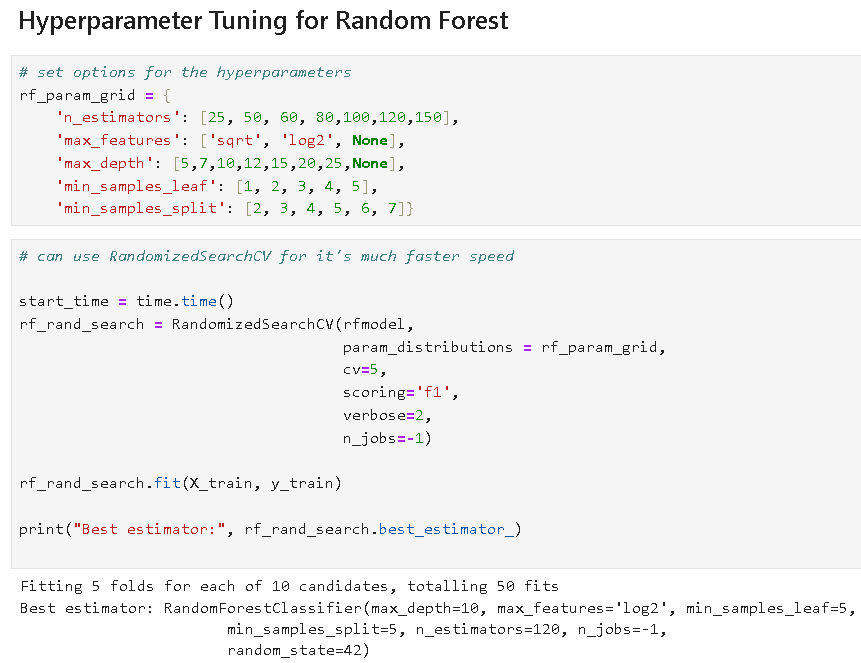 Hyperparameter Tuning for Random Forest
# set options for the hyperparameters
rf_param_grid = {
    'n_estimators': [25, 50, 60, 80,100,120,150],
    'max_features': ['sqrt', 'log2', None],
    'max_depth': [5,7,10,12,15,20,25,None],
    'min_samples_leaf': [1, 2, 3, 4, 5],
    'min_samples_split': [2, 3, 4, 5, 6, 7]}
# can use RandomizedSearchCV for it's much faster speed
start_time = time.time()
rf_rand_search = RandomizedSearchCV(rfmodel,
                                    param_distributions = rf_param_grid,
                                    cv=5,
                                    scoring='f1',
                                    verbose=2,
                                    n_jobs=-1)
rf_rand_search.fit(X_train, y_train)
print("Best estimator:", rf_rand_search.best_estimator_)
Fitting 5 folds for each of 10 candidates, totalling 50 fits
Best estimator: RandomForestClassifier(max_depth=10, max_features='log2', min_samples_leaf=5,
                       min_samples_split=5, n_estimators=120, n_jobs=-1,
                       random_state=42)